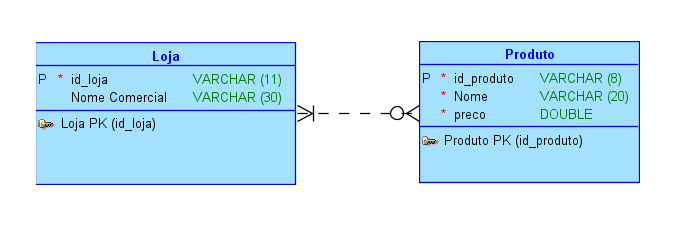 Loja
P * id_loja VARCHAR (11)
Nome Comercial VARCHAR (30)
Loja PK (id_loja)
Produto
P * id_produto VARCHAR (8)
* Nome VARCHAR (20)
* preco DOUBLE
Produto PK (id_produto)